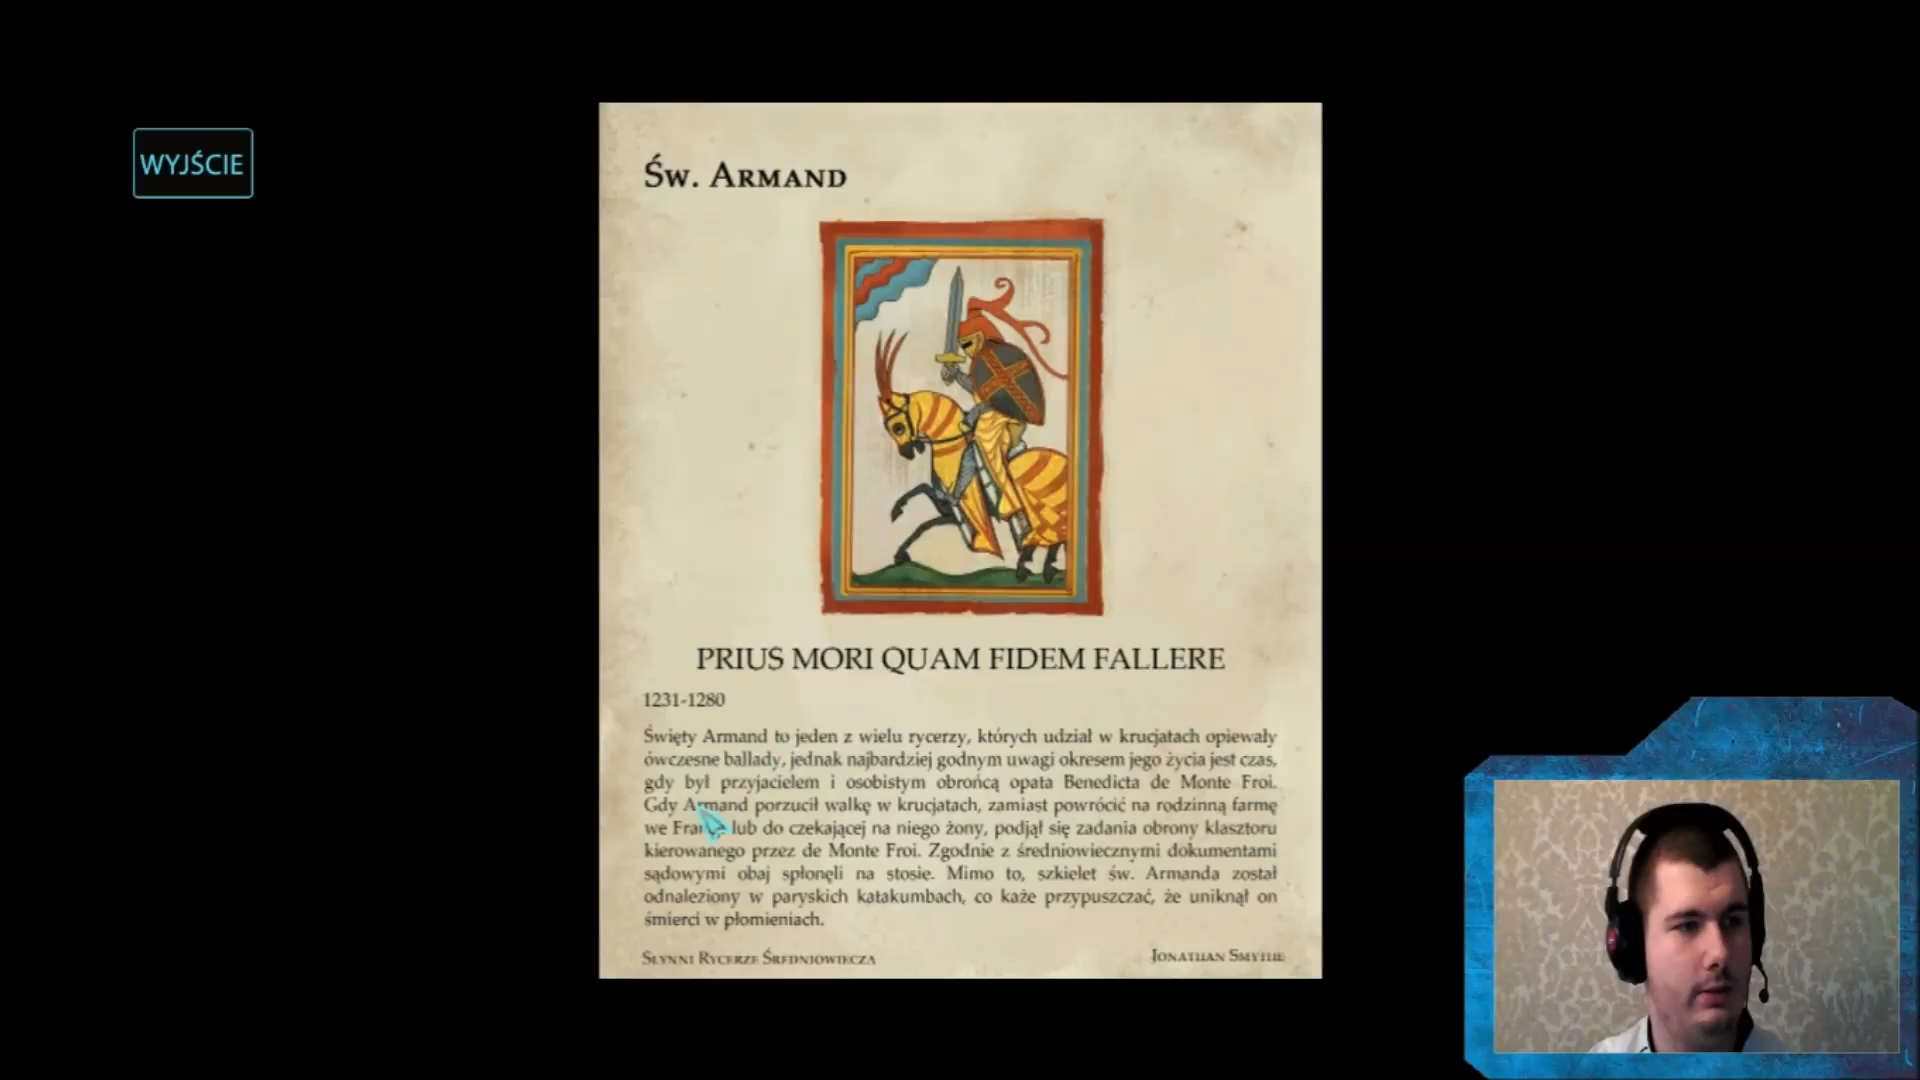 WYJŚCIE
Św. Armand
PRIUS MORI QUAM FIDEM FALLERE
1231-1280
Święty Armand to jeden z wielu rycerzy, których udział w krucjatach opiewały
ówczesne ballady, jednak najbardziej godnym uwagi okresem jego życia jest czas,
gdy był przyjacielem i osobistym obrońcą opata Benedicta de Monte Froi.
Gdy Armand porzucił walkę w krucjatach, zamiast powrócić na rodzinną farmę
we lub do czekającej na niego żony, podjął się zadania obrony klasztoru
kierowanego przez de Monte Froi. Zgodnie z średniowiecznymi dokumentami
sądowymi obaj spłonęli na stosie. Mimo to, szkielet św. Armanda został
odnaleziony w paryskich katakumbach, co każe przypuszczać, że uniknął on
śmierci w płomieniach.
Słynni Rycerze Średniowiecza
Jonathan Smythe